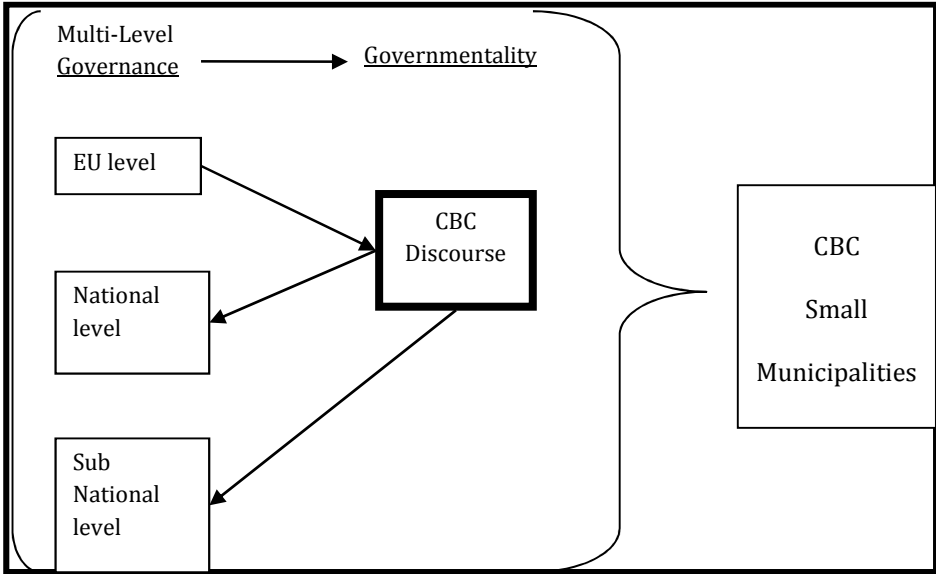 Multi-Level
Governance
Governmentality
EU level
CBC
Discourse
National
level
Sub
National
level
CBC
Small
Municipalities